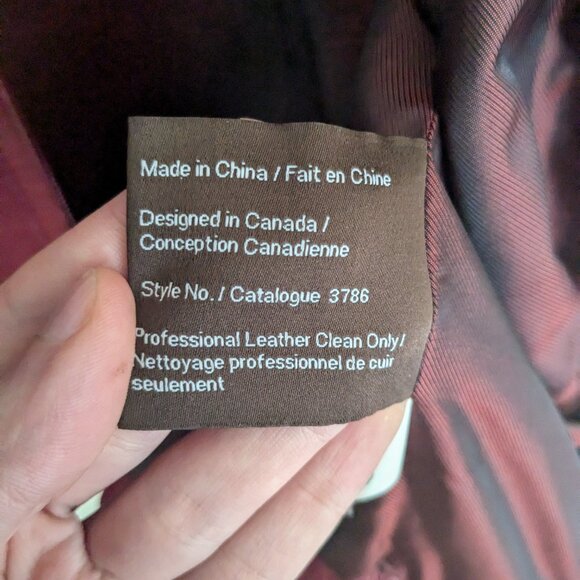 Made in China / Fait en Chine
Designed in Canada /
Conception Canadienne
Style No. / Catalogue 3786
Professional Leather Clean Only /
Nettoyage professionnel de cuir
seulement